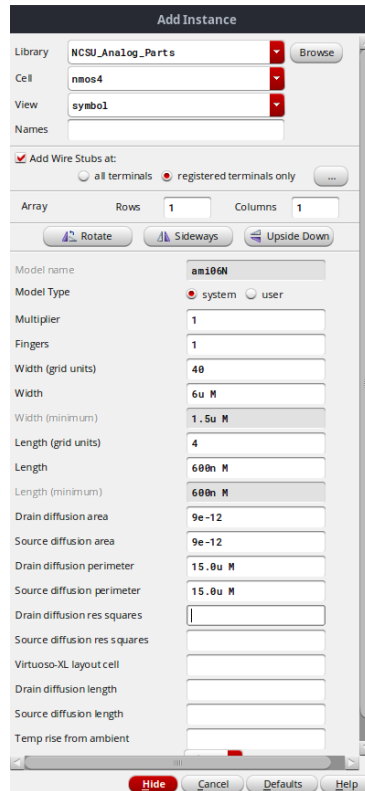 Add Instance
Library NCSU_Analog_Parts Browse
Cell nmos4
View symbol
Names
Add Wire Stubs at:
all terminals registered terminals only ...
Array Rows 1 Columns 1
Rotate Sideways Upside Down
Model name ami06N
Model Type system user
Multiplier 1
Fingers 1
Width (grid units) 40
Width 6u M
Width (minimum) 1.5u M
Length (grid units) 4
Length 600n M
Length (minimum) 600n M
Drain diffusion area 9e-12
Source diffusion area 9e-12
Drain diffusion perimeter 15.0u M
Source diffusion perimeter 15.0u M
Drain diffusion res squares
Source diffusion res squares
Virtuoso-XL layout cell
Drain diffusion length
Source diffusion length
Temp rise from ambient
Hide Cancel Defaults Help